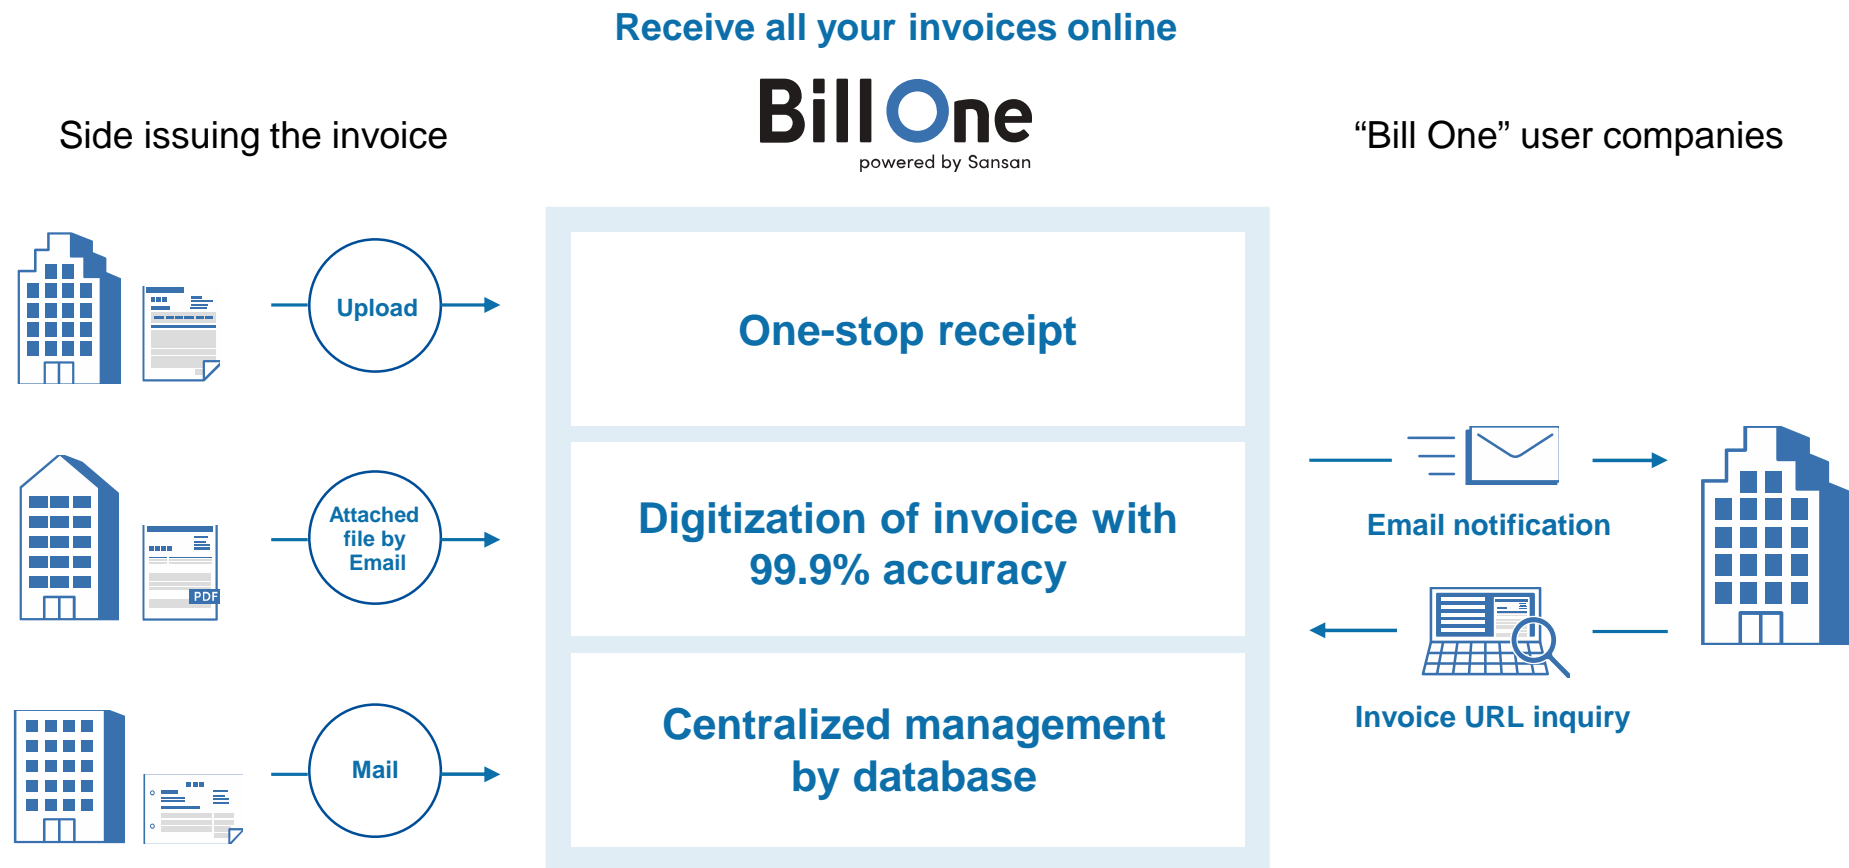 Receive all your invoices online
Bill One
powered by Sansan
Side issuing the invoice
“Bill One” user companies
Upload
One-stop receipt
Attached
file by
Email
PDF
Digitization of invoice with
99.9% accuracy
Email notification
Invoice URL inquiry
Mail
Centralized management
by database